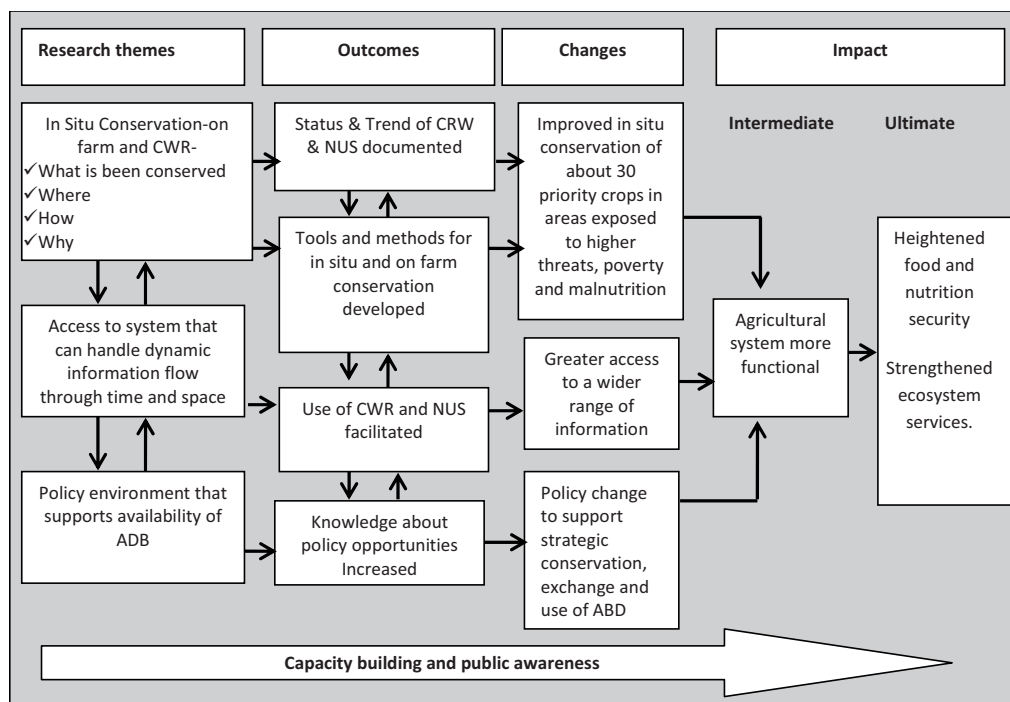 Research themes
Outcomes
Changes
Impact
Intermediate
Ultimate
In Situ Conservation-on
farm and CWR-
✓What is been conserved
✓Where
✓How
✓Why
Access to system that
can handle dynamic
information flow
through time and space
Policy environment that
supports availability of
ADB
Status & Trend of CRW
& NUS documented
Tools and methods for
in situ and on farm
conservation
developed
Use of CWR and NUS
facilitated
Knowledge about
policy opportunities
Increased
Improved in situ
conservation of
about 30
priority crops in
areas exposed
to higher
threats, poverty
and malnutrition
Greater access
to a wider
range of
information
Policy change
to support
strategic
conservation,
exchange and
use of ABD
Agricultural
system more
functional
Heightened
food and
nutrition
security
Strengthened
ecosystem
services.
Capacity building and public awareness